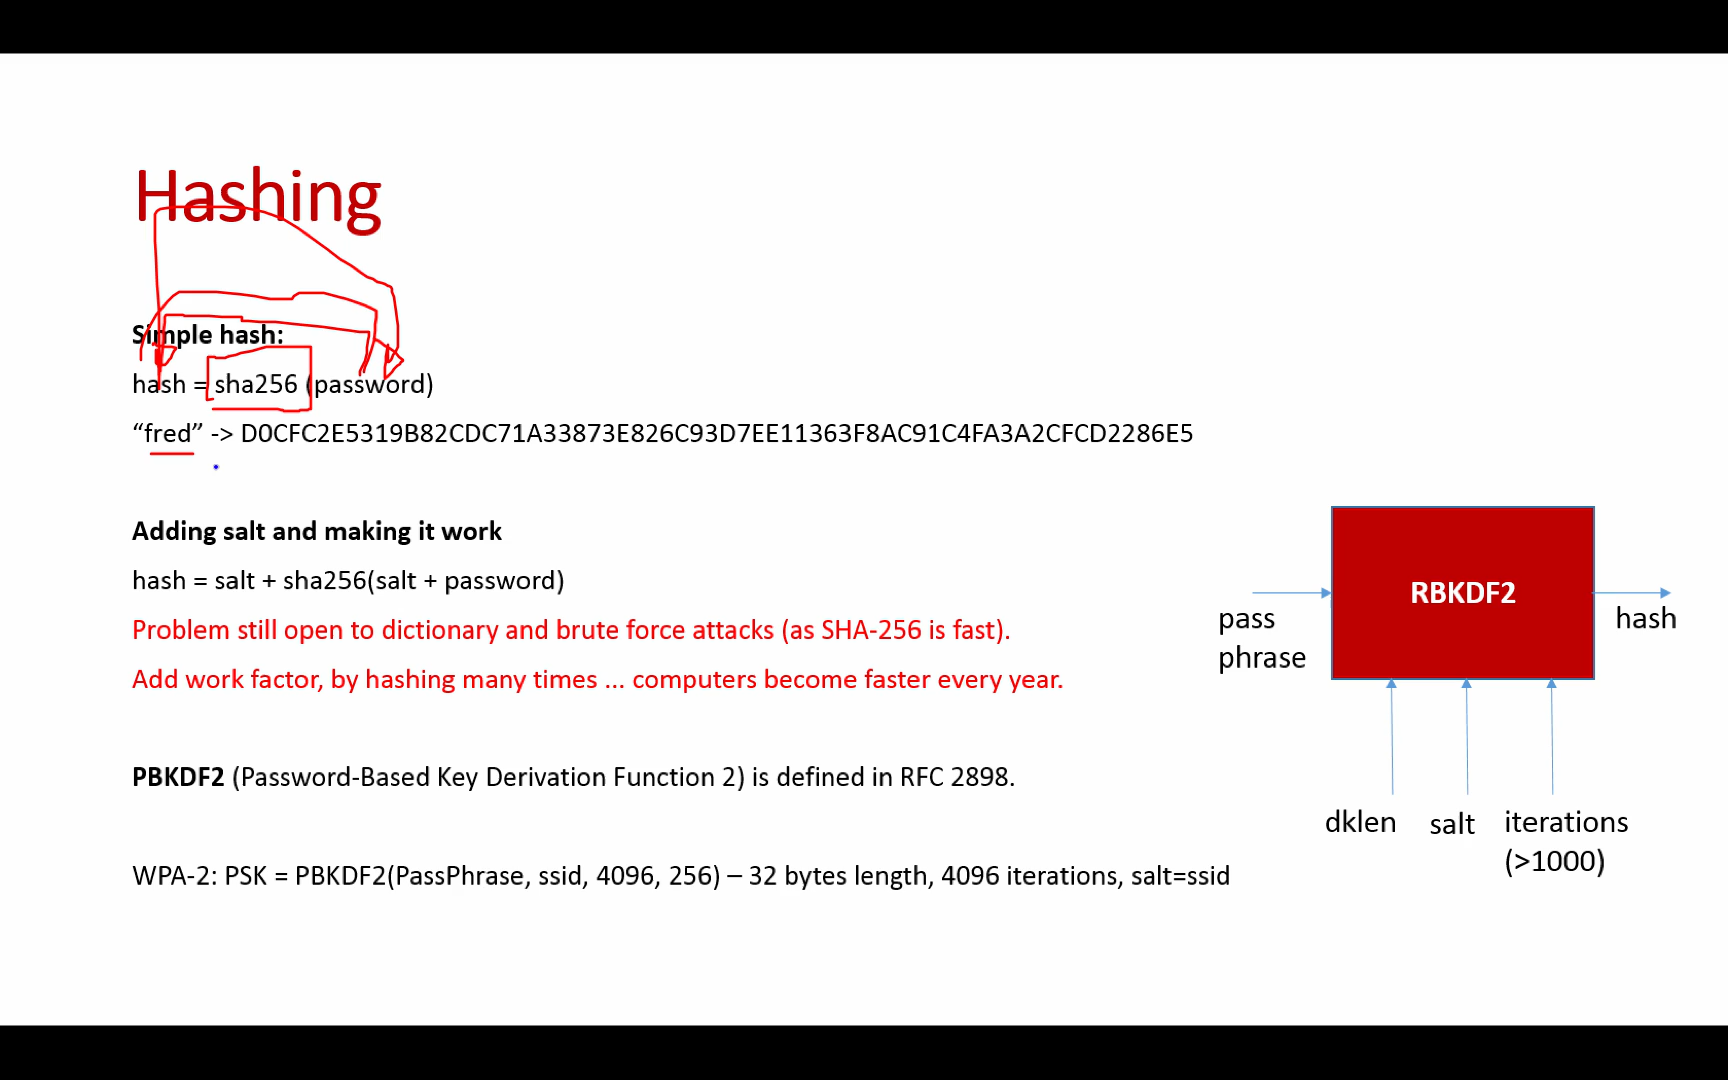 Hashing
Simple hash:
hash = sha256 (password)
“fred” -> D0CFC2E5319B82CDC71A33873E826C93D7EE11363F8AC91C4FA3A2CFCD2286E5
Adding salt and making it work
hash = salt + sha256(salt + password)
Problem still open to dictionary and brute force attacks (as SHA-256 is fast).
Add work factor, by hashing many times ... computers become faster every year.
PBKDF2 (Password-Based Key Derivation Function 2) is defined in RFC 2898.
WPA-2: PSK = PBKDF2(PassPhrase, ssid, 4096, 256) – 32 bytes length, 4096 iterations, salt=ssid
RBKDF2
pass
phrase
hash
dklen
salt
iterations
(>1000)